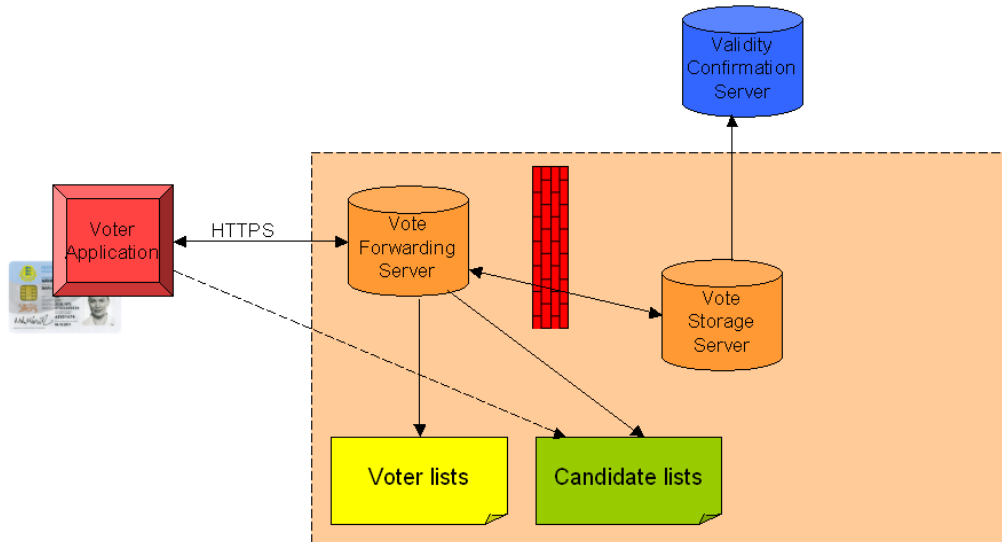 Validity
Confirmation
Server
Voter
Application
HTTPS
Vote
Forwarding
Server
Vote
Storage
Server
E
Voter lists
Candidate lists